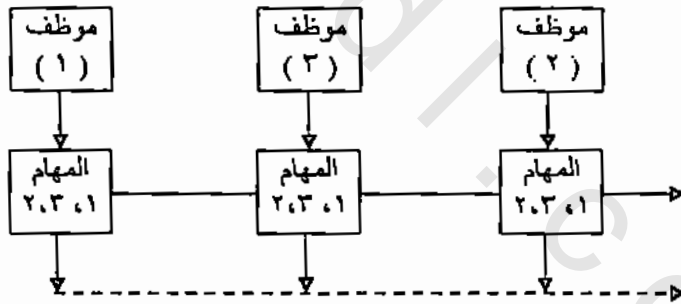 موظف
( ٢ )
موظف
( ٣ )
موظف
( ١ )
المهام
١، ٣، ٢
المهام
١، ٣، ٢
المهام
١، ٣، ٢